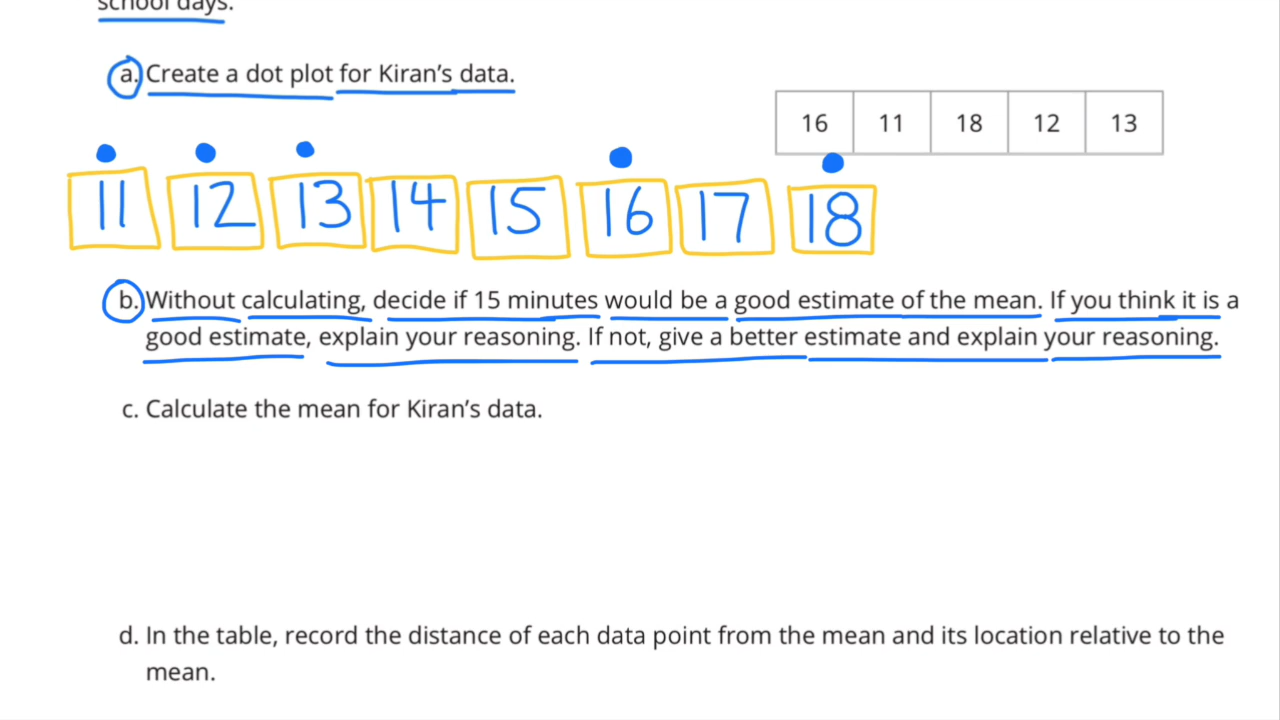 school days.
a. Create a dot plot for Kiran's data.
16 11 18 12 13
11 12 13 14 15 16 17 18
b. Without calculating, decide if 15 minutes would be a good estimate of the mean. If you think it is a
good estimate, explain your reasoning. If not, give a better estimate and explain your reasoning.
c. Calculate the mean for Kiran's data.
d. In the table, record the distance of each data point from the mean and its location relative to the
mean.